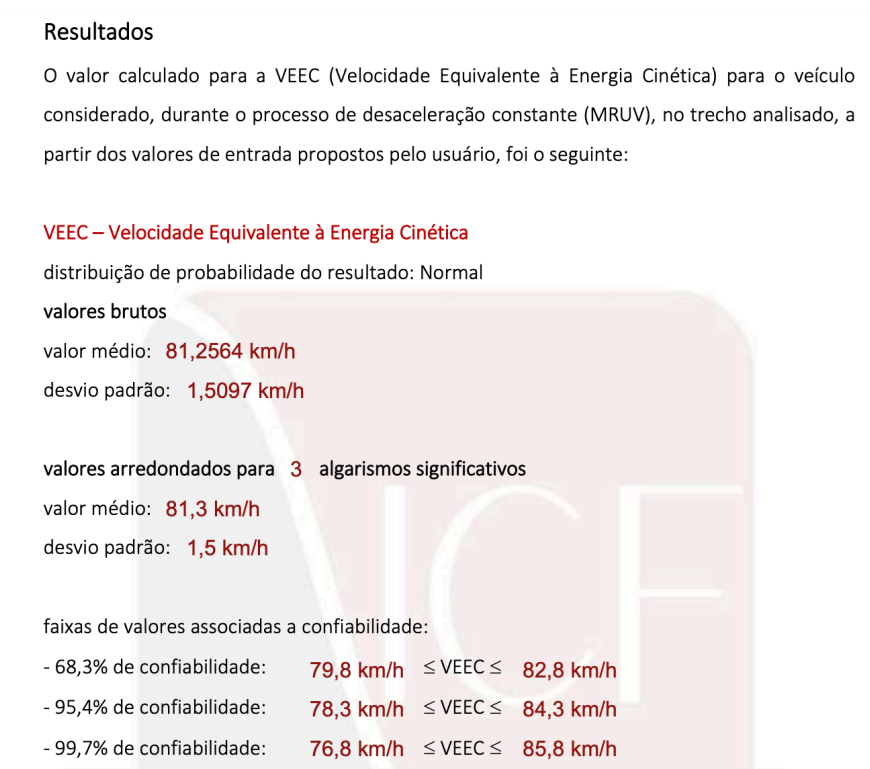 Resultados
O valor calculado para a VEEC (Velocidade Equivalente à Energia Cinética) para o veículo
considerado, durante o processo de desaceleração constante (MRUV), no trecho analisado, a
partir dos valores de entrada propostos pelo usuário, foi o seguinte:
VEEC – Velocidade Equivalente à Energia Cinética
distribuição de probabilidade do resultado: Normal
valores brutos
valor médio: 81,2564 km/h
desvio padrão: 1,5097 km/h
valores arredondados para 3 algarismos significativos
valor médio: 81,3 km/h
desvio padrão: 1,5 km/h
faixas de valores associadas a confiabilidade:
- 68,3% de confiabilidade: 79,8 km/h ≤ VEEC ≤ 82,8 km/h
- 95,4% de confiabilidade: 78,3 km/h ≤ VEEC ≤ 84,3 km/h
- 99,7% de confiabilidade: 76,8 km/h ≤ VEEC ≤ 85,8 km/h
ICF